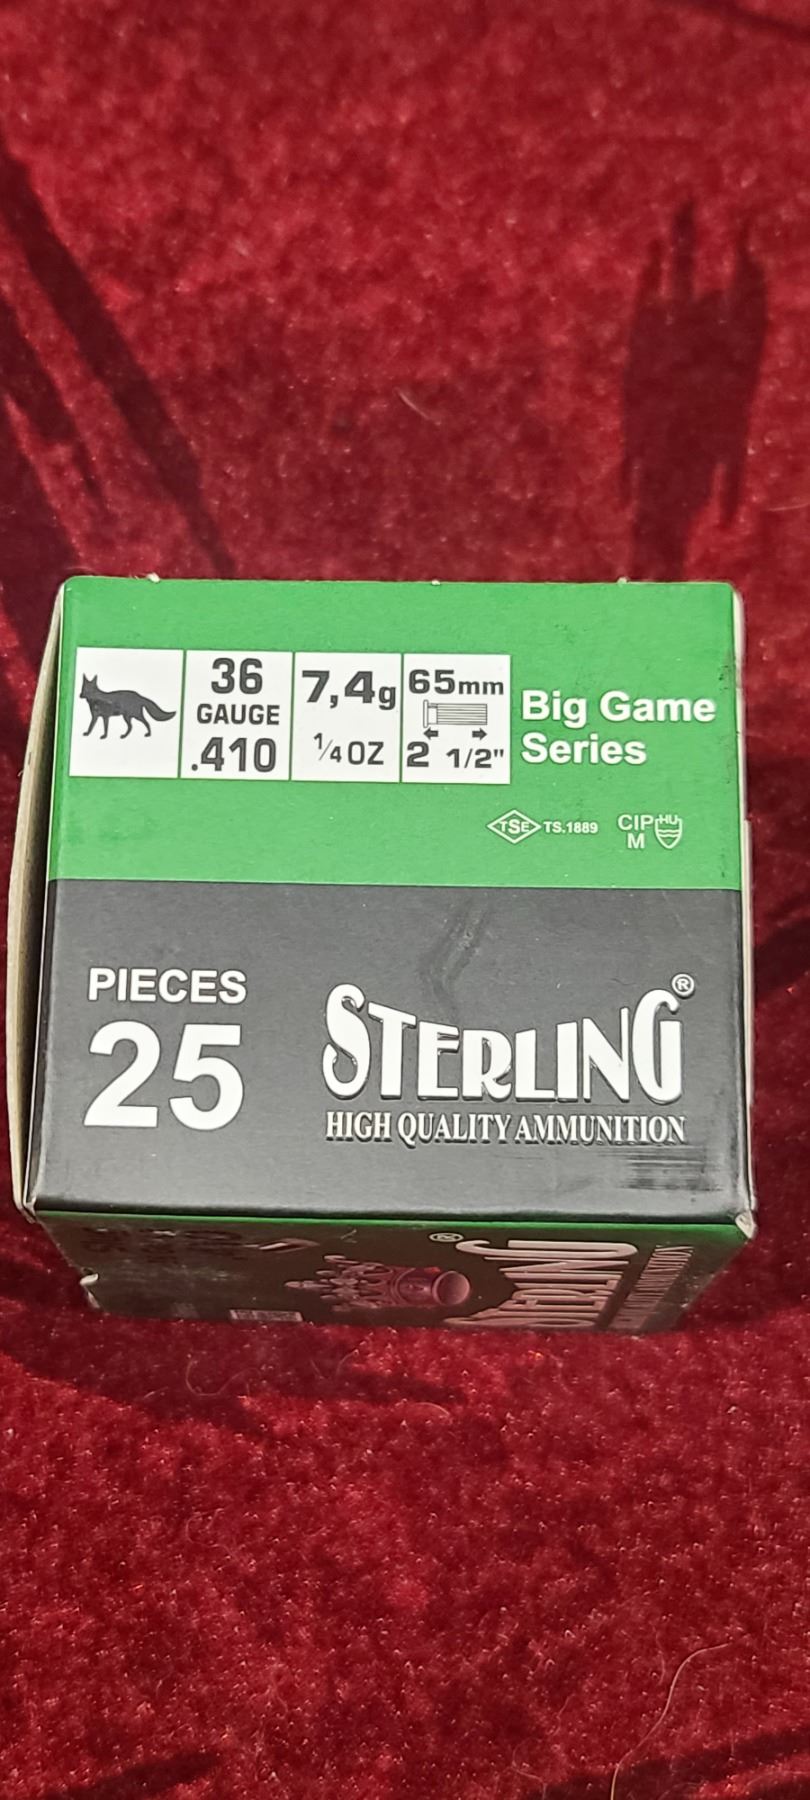 36
GAUGE
.410
7,4g
1/4 OZ
65mm
2 1/2"
Big Game
Series
TSE TS.1889
CIP HU
M
PIECES
25
STERLING®
HIGH QUALITY AMMUNITION
STERLING ®